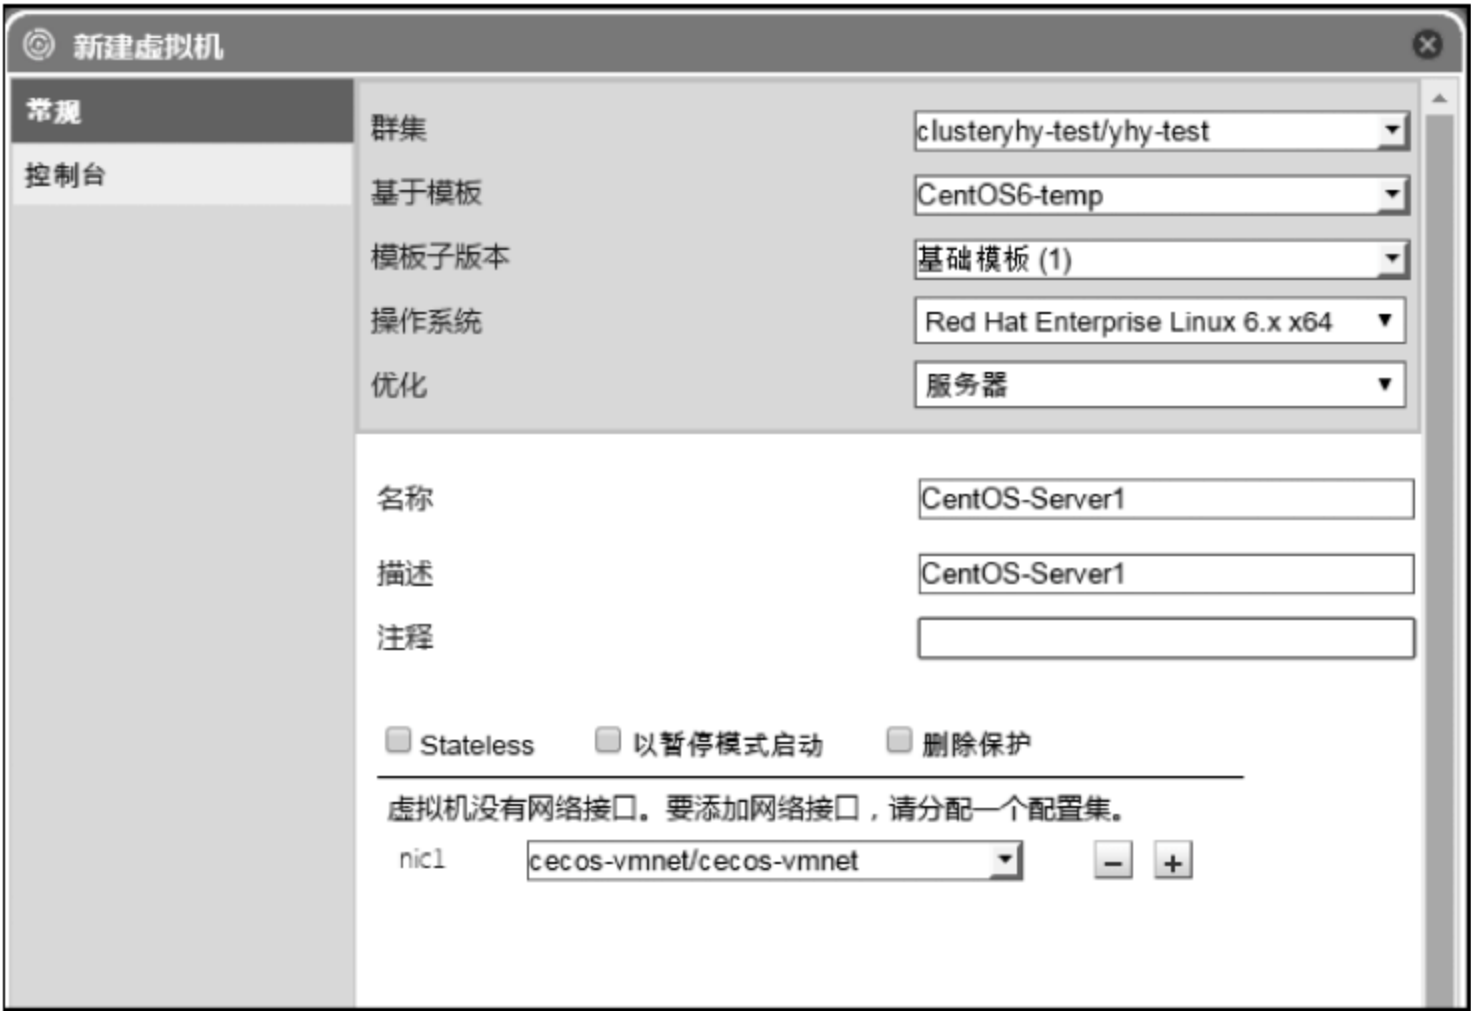 新建虚拟机
常规
控制台
群集 clusteryhy-test/yhy-test
基于模板 CentOS6-temp
模板子版本 基础模板 (1)
操作系统 Red Hat Enterprise Linux 6.x x64
优化 服务器
名称 CentOS-Server1
描述 CentOS-Server1
注释
Stateless 以暂停模式启动 删除保护
虚拟机没有网络接口。要添加网络接口，请分配一个配置集。
nic1 cecos-vmnet/cecos-vmnet － +